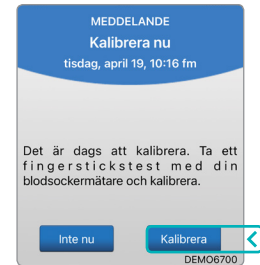 MEDDELANDE
Kalibrera nu
tisdag, april 19, 10:16 fm
Det är dags att kalibrera. Ta ett
fingerstickstest med din
blodsockermätare och kalibrera.
Inte nu
Kalibrera
DEMO6700